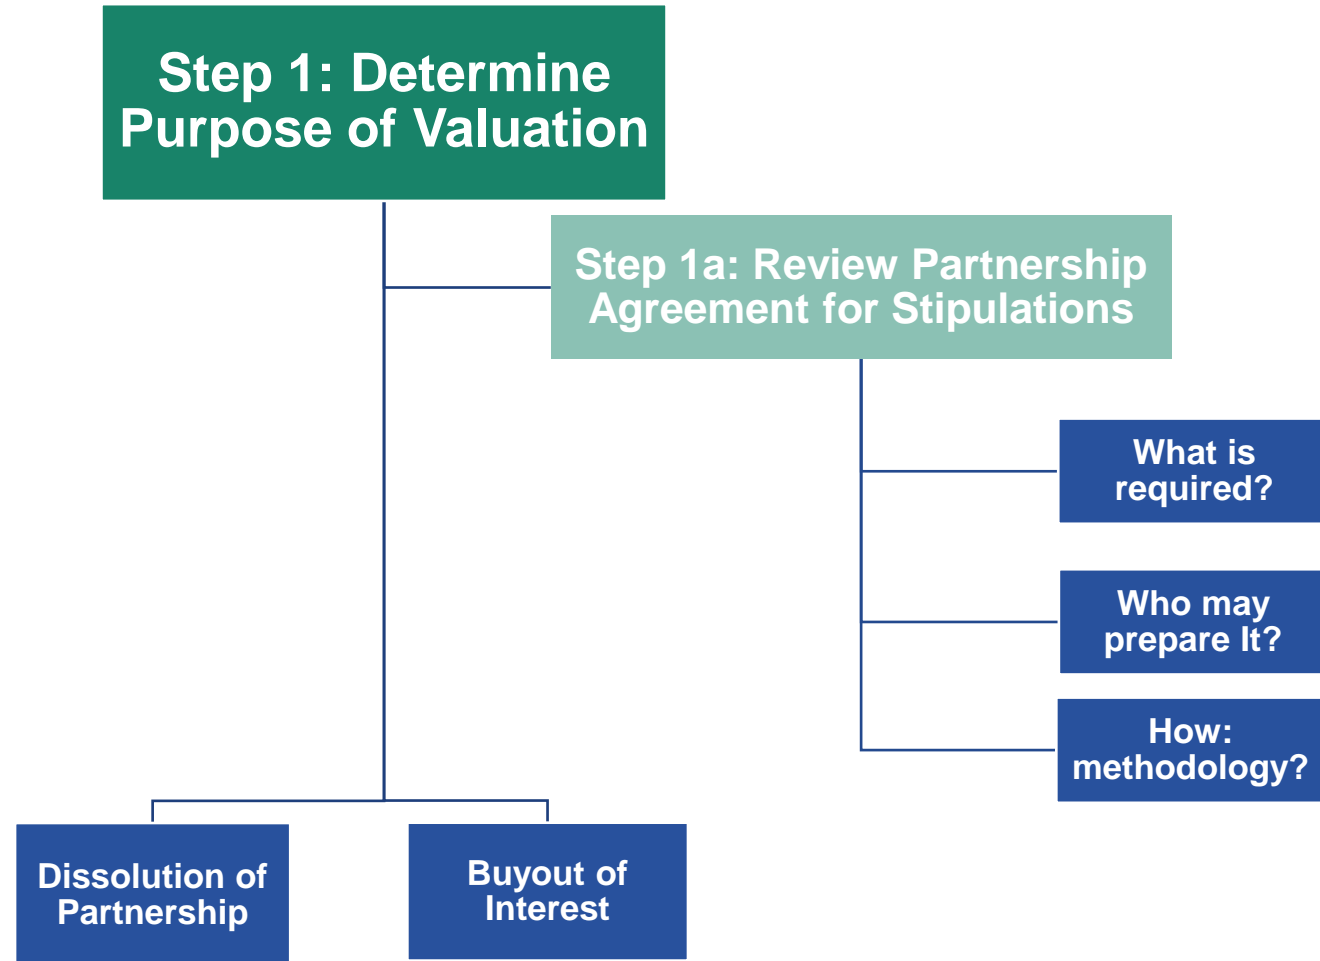 Step 1: Determine
Purpose of Valuation
Step 1a: Review Partnership
Agreement for Stipulations
What is
required?
Who may
prepare It?
How:
methodology?
Dissolution of
Partnership
Buyout of
Interest